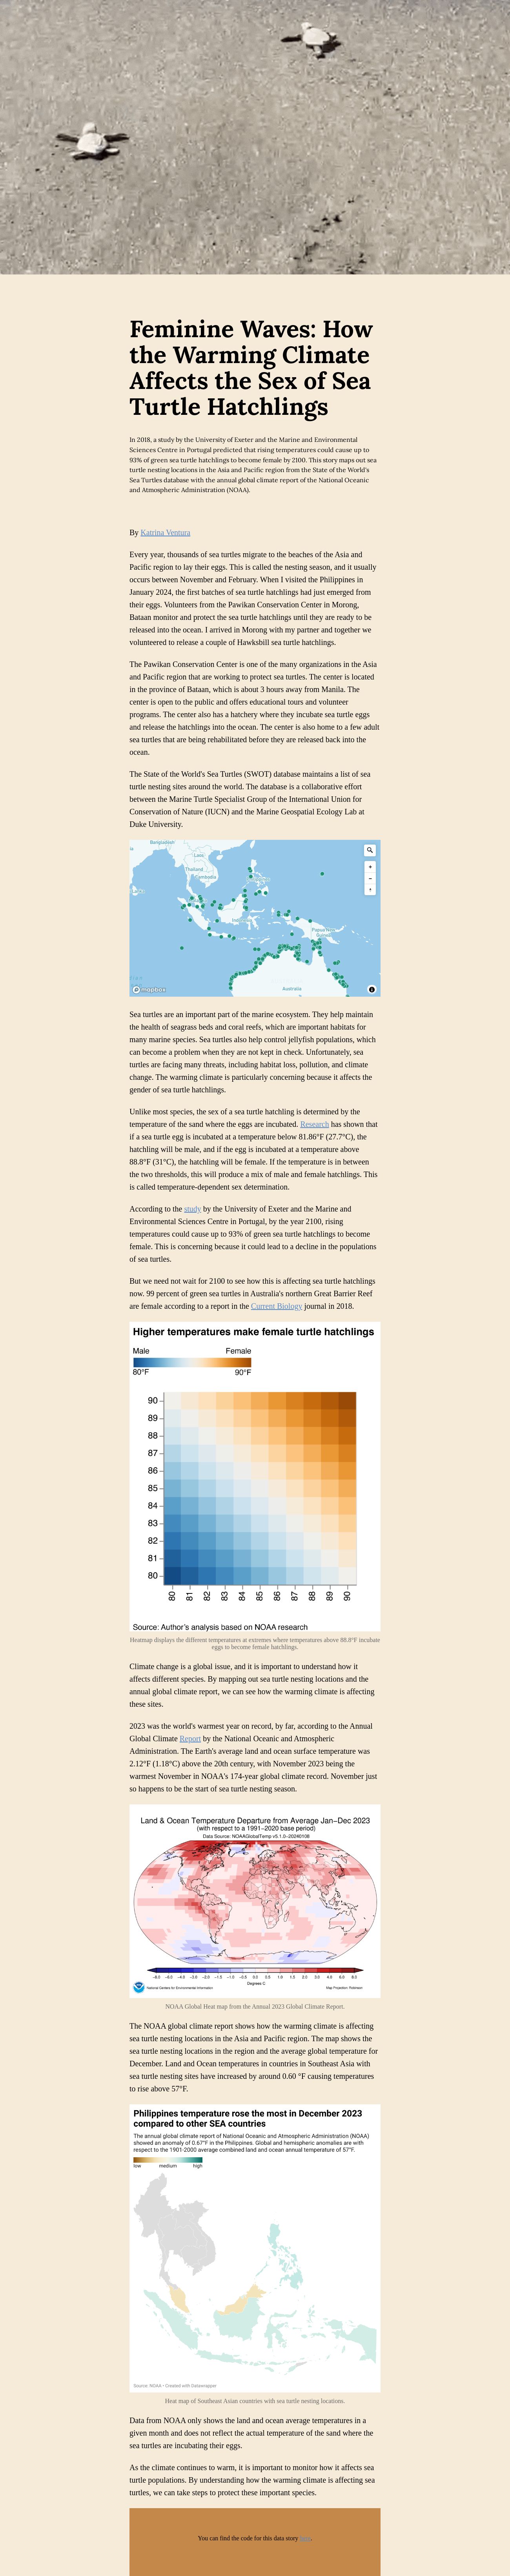 Feminine Waves: How
the Warming Climate
Affects the Sex of Sea
Turtle Hatchlings
In 2018, a study by the University of Exeter and the Marine and Environmental
Sciences Centre in Portugal predicted that rising temperatures could cause up to
93% of green sea turtle hatchlings to become female by 2100. This story maps out sea
turtle nesting locations in the Asia and Pacific region from the State of the World's
Sea Turtles database with the annual global climate report of the National Oceanic
and Atmospheric Administration (NOAA).
By Katrina Ventura
Every year, thousands of sea turtles migrate to the beaches of the Asia and
Pacific region to lay their eggs. This is called the nesting season, and it usually
occurs between November and February. When I visited the Philippines in
January 2024, the first batches of sea turtle hatchlings had just emerged from
their eggs. Volunteers from the Pawikan Conservation Center in Morong,
Bataan monitor and protect the sea turtle hatchlings until they are ready to be
released into the ocean. I arrived in Morong with my partner and together we
volunteered to release a couple of Hawksbill sea turtle hatchlings.
The Pawikan Conservation Center is one of the many organizations in the Asia
and Pacific region that are working to protect sea turtles. The center is located
in the province of Bataan, which is about 3 hours away from Manila. The
center is open to the public and offers educational tours and volunteer
programs. The center also has a hatchery where they incubate sea turtle eggs
and release the hatchlings into the ocean. The center is also home to a few adult
sea turtles that are being rehabilitated before they are released back into the
ocean.
The State of the World's Sea Turtles (SWOT) database maintains a list of sea
turtle nesting sites around the world. The database is a collaborative effort
between the Marine Turtle Specialist Group of the International Union for
Conservation of Nature (IUCN) and the Marine Geospatial Ecology Lab at
Duke University.
Bangladesh
Laos
Thailand
Cambodia
Papua New
Australia
mapbox
Sea turtles are an important part of the marine ecosystem. They help maintain
the health of seagrass beds and coral reefs, which are important habitats for
many marine species. Sea turtles also help control jellyfish populations, which
can become a problem when they are not kept in check. Unfortunately, sea
turtles are facing many threats, including habitat loss, pollution, and climate
change. The warming climate is particularly concerning because it affects the
gender of sea turtle hatchlings.
Unlike most species, the sex of a sea turtle hatchling is determined by the
temperature of the sand where the eggs are incubated. Research has shown that
if a sea turtle egg is incubated at a temperature below 81.86°F (27.7°C), the
hatchling will be male, and if the egg is incubated at a temperature above
88.8°F (31°C), the hatchling will be female. If the temperature is in between
the two thresholds, this will produce a mix of male and female hatchlings. This
is called temperature-dependent sex determination.
According to the study by the University of Exeter and the Marine and
Environmental Sciences Centre in Portugal, by the year 2100, rising
temperatures could cause up to 93% of green sea turtle hatchlings to become
female. This is concerning because it could lead to a decline in the populations
of sea turtles.
But we need not wait for 2100 to see how this is affecting sea turtle hatchlings
now. 99 percent of green sea turtles in Australia's northern Great Barrier Reef
are female according to a report in the Current Biology journal in 2018.
Higher temperatures make female turtle hatchlings
Male Female
80°F 90°F
90
89
88
87
86
85
84
83
82
81
80
80 81 82 83 84 85 86 87 88 89 90
Source: Author's analysis based on NOAA research
Heatmap displays the different temperatures at extremes where temperatures above 88.8°F incubate
eggs to become female hatchlings.
Climate change is a global issue, and it is important to understand how it
affects different species. By mapping out sea turtle nesting locations and the
annual global climate report, we can see how the warming climate is affecting
these sites.
2023 was the world's warmest year on record, by far, according to the Annual
Global Climate Report by the National Oceanic and Atmospheric
Administration. The Earth's average land and ocean surface temperature was
2.12°F (1.18°C) above the 20th century, with November 2023 being the
warmest November in NOAA's 174-year global climate record. November just
so happens to be the start of sea turtle nesting season.
Land & Ocean Temperature Departure from Average Jan–Dec 2023
(with respect to a 1991–2020 base period)
Data Source: NOAAGlobalTemp v5.1.0–20240108
-8.0 -6.0 -4.0 -3.0 -2.0 -1.5 -1.0 -0.5 0.0 0.5 1.0 1.5 2.0 3.0 4.0 6.0 8.0
Degrees C
National Centers for Environmental Information
Map Projection: Robinson
NOAA Global Heat map from the Annual 2023 Global Climate Report.
The NOAA global climate report shows how the warming climate is affecting
sea turtle nesting locations in the Asia and Pacific region. The map shows the
sea turtle nesting locations in the region and the average global temperature for
December. Land and Ocean temperatures in countries in Southeast Asia with
sea turtle nesting sites have increased by around 0.60 °F causing temperatures
to rise above 57°F.
Philippines temperature rose the most in December 2023
compared to other SEA countries
The annual global climate report of National Oceanic and Atmospheric Administration (NOAA)
showed an anomaly of 0.67°F in the Philippines. Global and hemispheric anomalies are with
respect to the 1901-2000 average combined land and ocean annual temperature of 57°F.
low medium high
Source: NOAA • Created with Datawrapper
Heat map of Southeast Asian countries with sea turtle nesting locations.
Data from NOAA only shows the land and ocean average temperatures in a
given month and does not reflect the actual temperature of the sand where the
sea turtles are incubating their eggs.
As the climate continues to warm, it is important to monitor how it affects sea
turtle populations. By understanding how the warming climate is affecting sea
turtles, we can take steps to protect these important species.
You can find the code for this data story here.